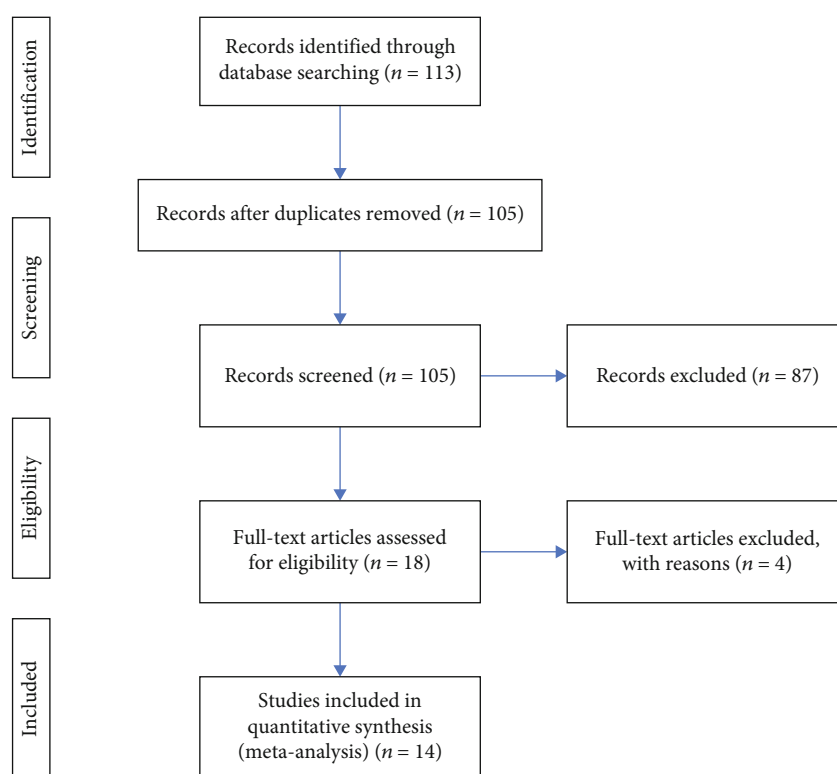 Identification
Records identified through
database searching (n = 113)
Records after duplicates removed (n = 105)
Screening
Records screened (n = 105)
Records excluded (n = 87)
Eligibility
Full-text articles assessed
for eligibility (n = 18)
Full-text articles excluded,
with reasons (n = 4)
Included
Studies included in
quantitative synthesis
(meta-analysis) (n = 14)